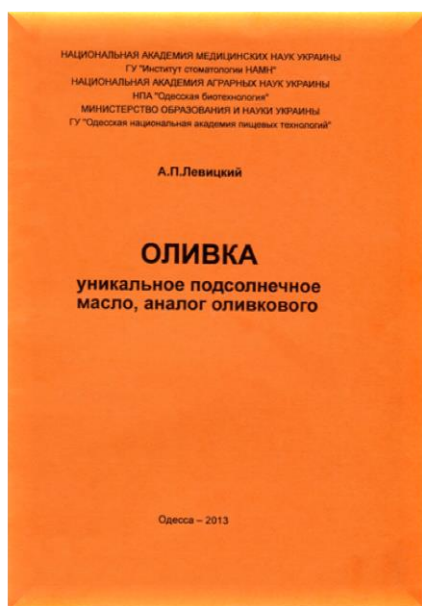 НАЦИОНАЛЬНАЯ АКАДЕМИЯ МЕДИЦИНСКИХ НАУК УКРАИНЫ
ГУ "Институт стоматологии НАМН"
НАЦИОНАЛЬНАЯ АКАДЕМИЯ АГРАРНЫХ НАУК УКРАИНЫ
НПА "Одесская биотехнология"
МИНИСТЕРСТВО ОБРАЗОВАНИЯ И НАУКИ УКРАИНЫ
ГУ "Одесская национальная академия пищевых технологий"
А.П.Левицкий
ОЛИВКА
уникальное подсолнечное
масло, аналог оливкового
Одесса – 2013